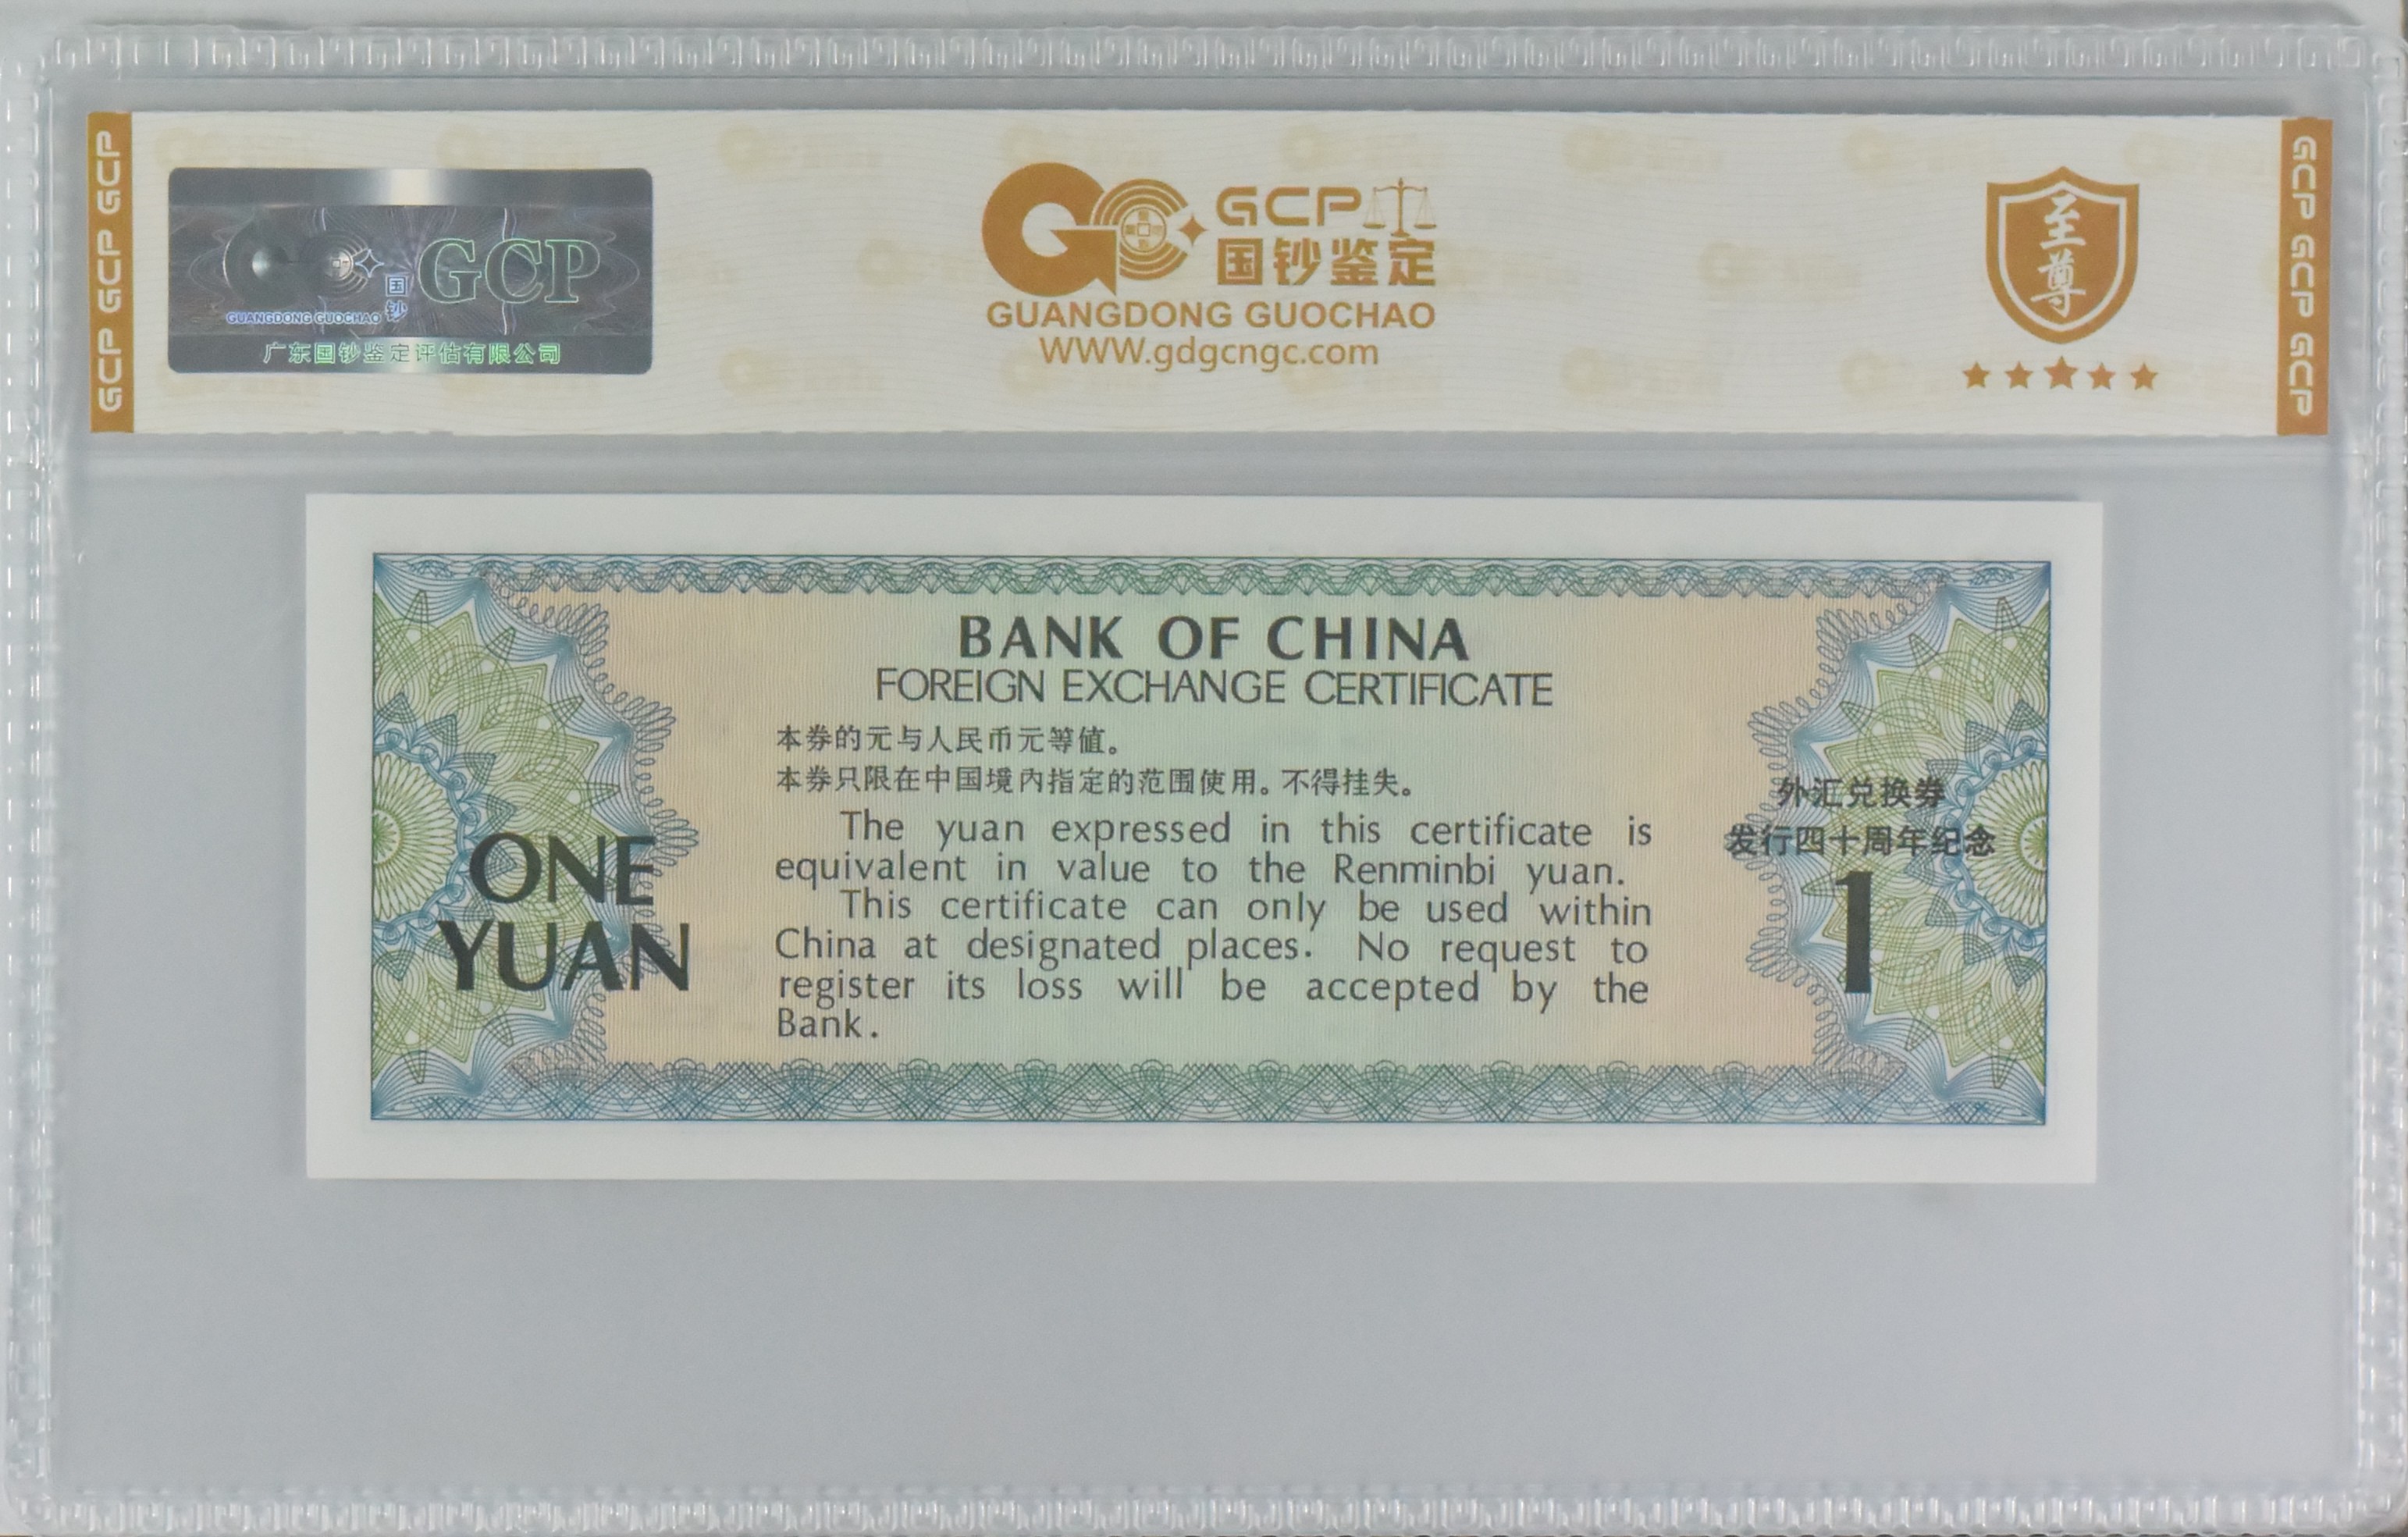 GCP GCP GCP
GCP
国钞
GUANGDONG GUOCHAO
广东国钞鉴定评估有限公司
GCP
国钞鉴定
GUANGDONG GUOCHAO
WWW.gdgcngc.com
至尊
GCP GCP GCP
BANK OF CHINA
FOREIGN EXCHANGE CERTIFICATE
本券的元与人民币元等值。
本券只限在中国境内指定的范围使用。不得挂失。
The yuan expressed in this certificate is
equivalent in value to the Renminbi yuan.
This certificate can only be used within
China at designated places. No request to
register its loss will be accepted by the
Bank.
ONE
YUAN
外汇兑换券
发行四十周年纪念
1